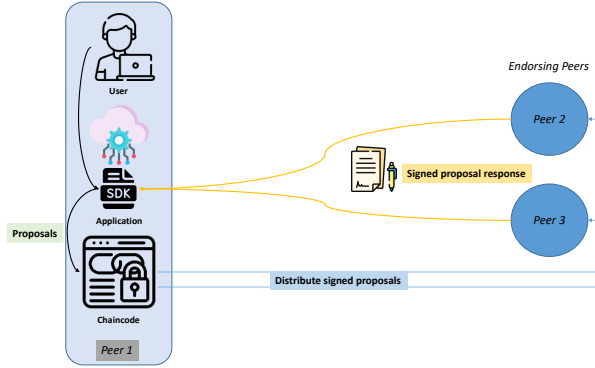 User
SDK
Application
Proposals
Chaincode
Peer 1
Signed proposal response
Distribute signed proposals
Endorsing Peers
Peer 2
Peer 3